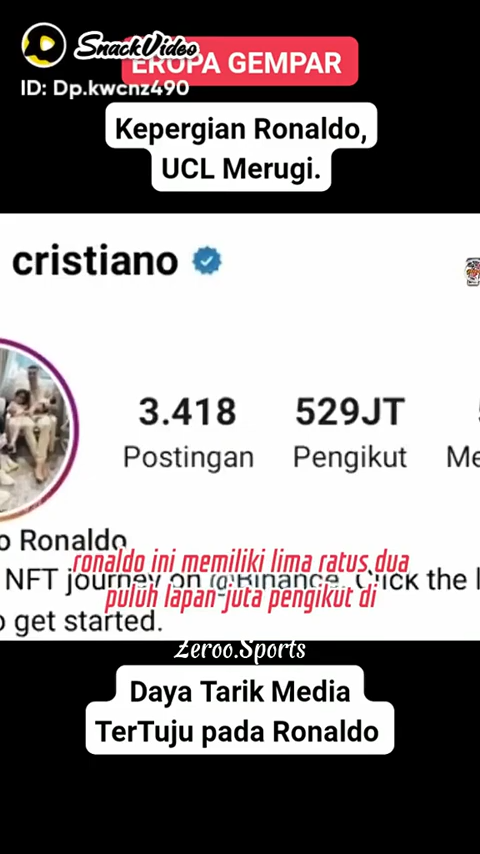 SnackVideo
EROPA GEMPAR
ID: Dp.kwcnz490
Kepergian Ronaldo,
UCL Merugi.
cristiano
3.418 529JT
Postingan Pengikut Me
o Ronaldo
ronaldo ini memiliki lima ratus dua
NFT journey on @Binance. Click the l
puluh lapan juta pengikut di
o get started.
Zeroo.Sports
Daya Tarik Media
TerTuju pada Ronaldo